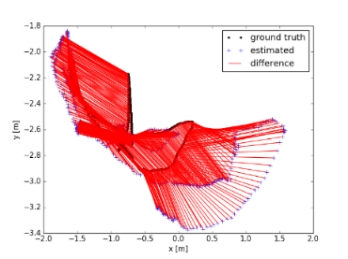 ground truth
estimated
difference
−1.8
−2.0
−2.2
−2.4
−2.6
−2.8
−3.0
−3.2
−3.4
y [m]
−2.0 −1.5 −1.0 −0.5 0.0 0.5 1.0 1.5 2.0
x [m]